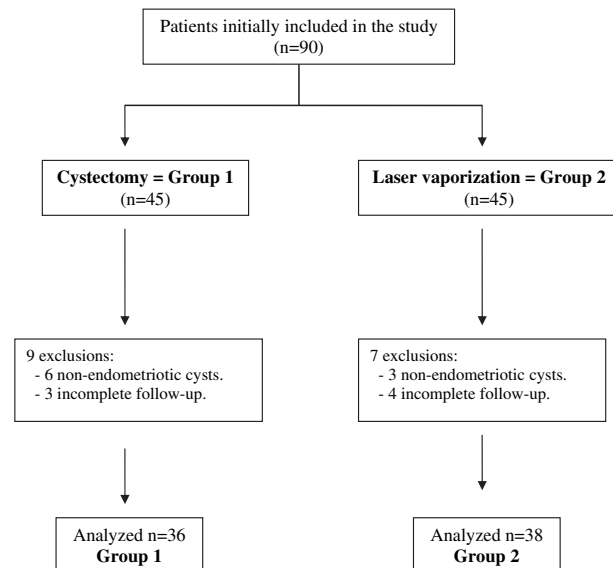 Patients initially included in the study
(n=90)
Cystectomy = Group 1
(n=45)
Laser vaporization = Group 2
(n=45)
9 exclusions:
- 6 non-endometriotic cysts.
- 3 incomplete follow-up.
7 exclusions:
- 3 non-endometriotic cysts.
- 4 incomplete follow-up.
Analyzed n=36
Group 1
Analyzed n=38
Group 2